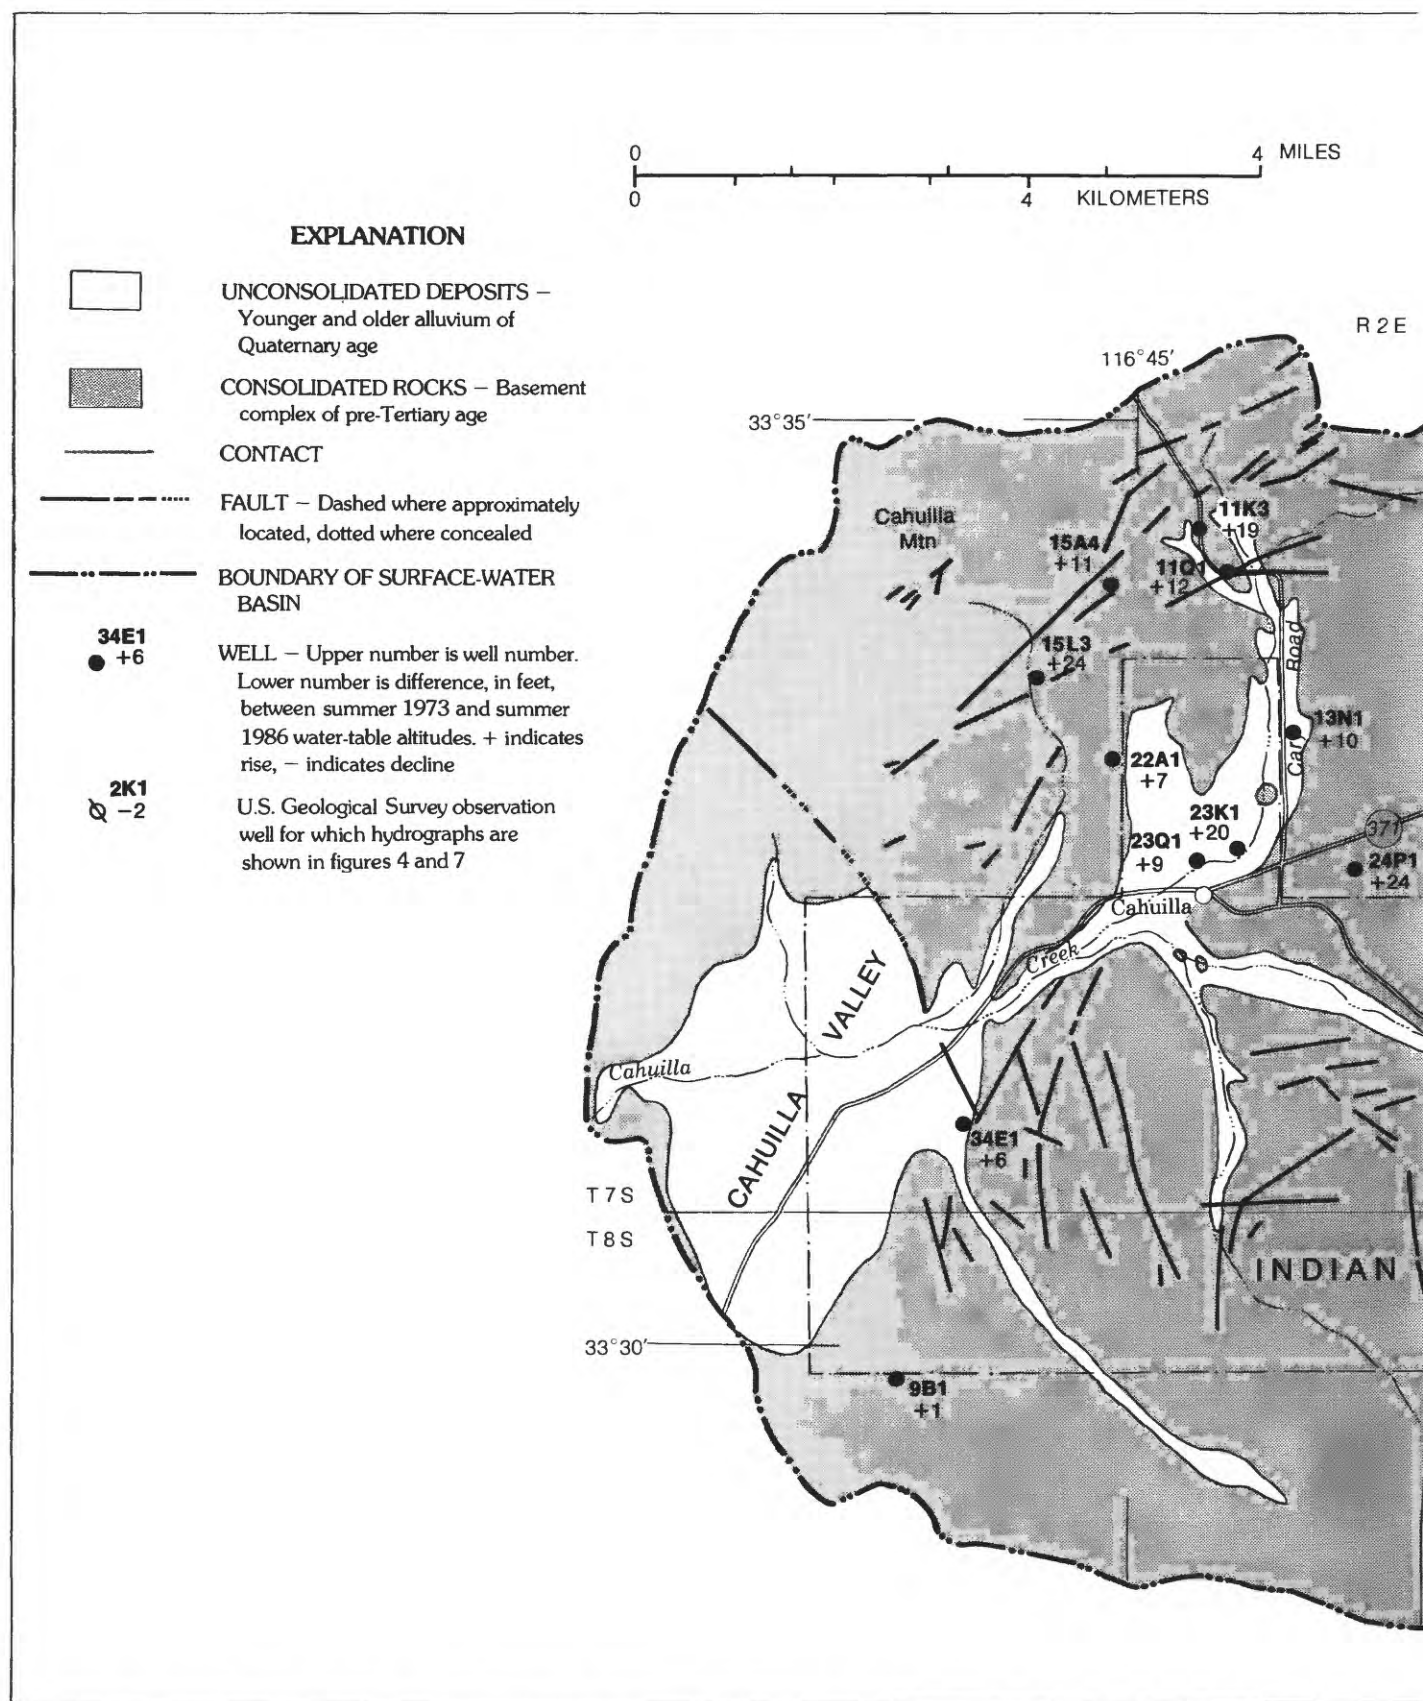 0 4 MILES
0 4 KILOMETERS
EXPLANATION
UNCONSOLIDATED DEPOSITS –
Younger and older alluvium of
Quaternary age
CONSOLIDATED ROCKS – Basement
complex of pre-Tertiary age
CONTACT
FAULT – Dashed where approximately
located, dotted where concealed
BOUNDARY OF SURFACE-WATER
BASIN
34E1
+6
WELL – Upper number is well number.
Lower number is difference, in feet,
between summer 1973 and summer
1986 water-table altitudes. + indicates
rise, – indicates decline
2K1
–2
U.S. Geological Survey observation
well for which hydrographs are
shown in figures 4 and 7
R 2 E
116°45′
33°35′
Cahuilla
Mtn
11K3
+19
15A4
+11
11Q1
+12
15L3
+24
Road
Car
13N1
+10
22A1
+7
23K1
+20
23Q1
+9
371
24P1
+24
Cahuilla
Creek
VALLEY
Cahuilla
CAHUILLA
34E1
+6
T 7 S
T 8 S
INDIAN
33°30′
9B1
+1